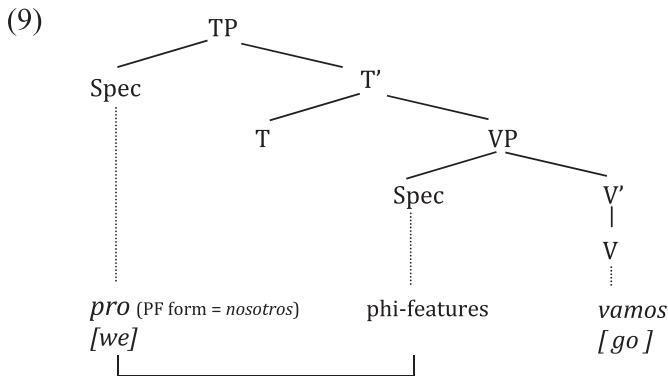 (9)
TP
Spec
T’
T
VP
Spec
V’
V
pro (PF form = nosotros)
phi-features
vamos
[we]
[ go ]